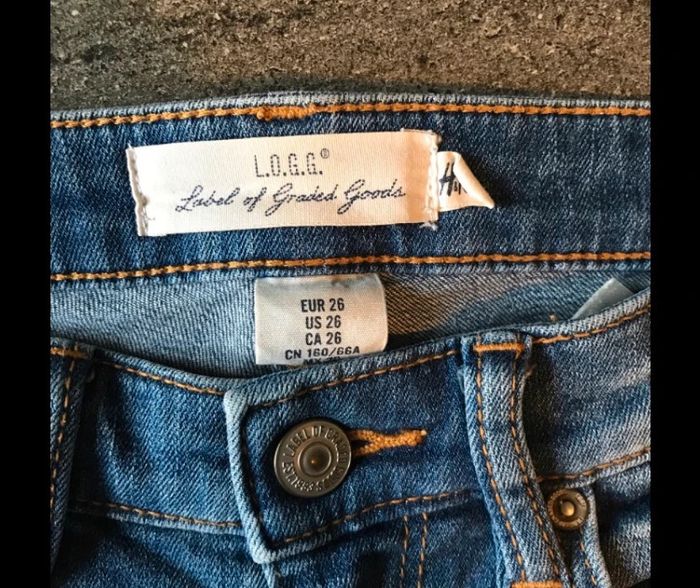 L.O.G.G.®
Label of Graded Goods
EUR 26
US 26
CA 26
CN 160/66A